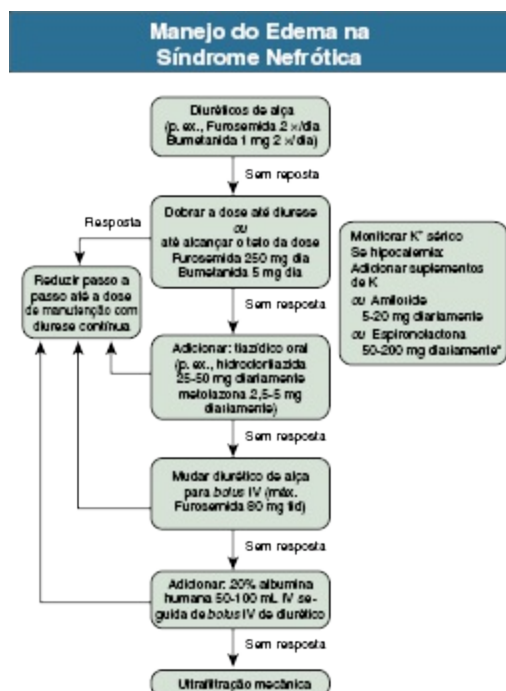 Manejo do Edema na
Síndrome Nefrótica
Diuréticos de alça
(p. ex., Furosemida 2 ×/dia
Bumetanida 1 mg 2 ×/dia)
Sem reposta
Resposta
Dobrar a dose até diurese
ou
até alcançar o teto da dose
Furosemida 250 mg dia
Bumetanida 5 mg dia
Monitorar K⁺ sérico
Se hipocalemia:
Adicionar suplementos
de K
ou Amiloride
5-20 mg diariamente
ou Espironolactona
50-200 mg diariamente*
Reduzir passo a
passo até a dose
de manutenção com
diurese contínua
Sem resposta
Adicionar: tiazídico oral
(p. ex., hidroclortiazida
25-50 mg diariamente
metolazona 2,5-5 mg
diariamente)
Sem resposta
Mudar diurético de alça
para bolus IV (máx.
Furosemida 80 mg tid)
Sem resposta
Adicionar: 20% albumina
humana 50-100 mL IV se-
guida de bolus IV de diurético
Sem resposta
Ultrafiltração mecânica